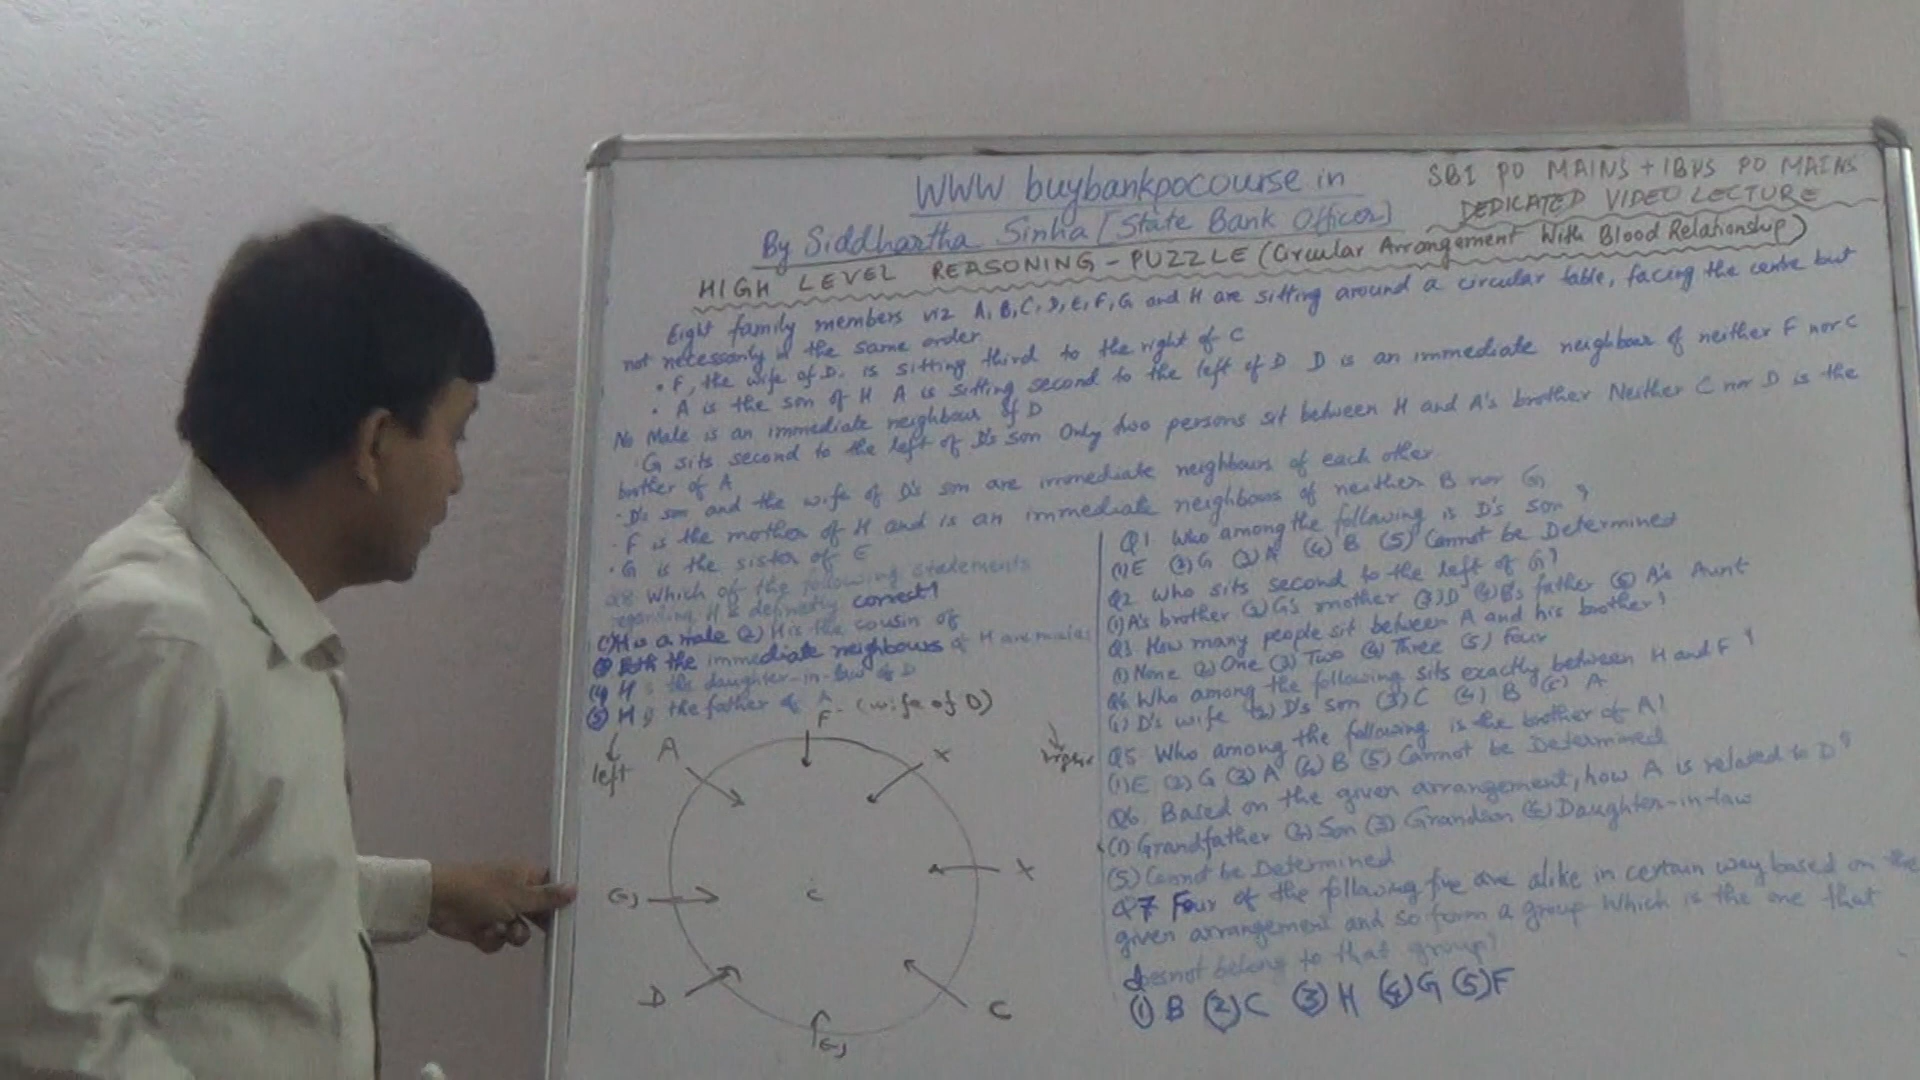 WWW buybankpocourse.in
SBI PO MAINS + IBPS PO MAINS
DEDICATED VIDEO LECTURE
By Siddhartha Sinha [State Bank Officer]
HIGH LEVEL REASONING - PUZZLE (Circular Arrangement With Blood Relationship)
Eight family members viz A, B, C, D, E, F, G and H are sitting around a circular table, facing the centre but
not necessarily in the same order
• F, the wife of D, is sitting third to the right of C
• A is the son of H A is sitting second to the left of D D is an immediate neighbour of neither F nor C
No Male is an immediate neighbour of D
• G sits second to the left of D's son Only two persons sit between H and A's brother Neither C nor D is the
brother of A
• D's son and the wife of D's son are immediate neighbours of each other
• F is the mother of H and is an immediate neighbour of neither B nor G
• G is the sister of E
Q8 Which of the following statements
regarding H is definitely correct?
(1) H is a male (2) H is the cousin of
the immediate neighbours of H are males
(4) H is the daughter-in-law of D
(5) H is the father of A
F - (wife of D)
left
A
X
G
X
c
D
C
G
Q1 Who among the following is D's son?
(1) E (2) G (3) A (4) B (5) Cannot be Determined
Q2 Who sits second to the left of G?
(1) A's brother (2) G's mother (3) D (4) B's father (5) A's Aunt
Q3 How many people sit between A and his brother?
(1) None (2) One (3) Two (4) Three (5) Four
Who among the following sits exactly between H and F?
(1) D's wife (2) D's son (3) C (4) B (5) A
Q5 Who among the following is the brother of A?
(1) E (2) G (3) A (4) B (5) Cannot be Determined
Q6 Based on the given arrangement, how A is related to D?
(1) Grandfather (2) Son (3) Grandson (4) Daughter-in-law
(5) Cannot be Determined
Q7 Four of the following five are alike in certain way based on the
given arrangement and so form a group Which is the one that
doesnot belong to that group?
(1) B (2) C (3) H (4) G (5) F